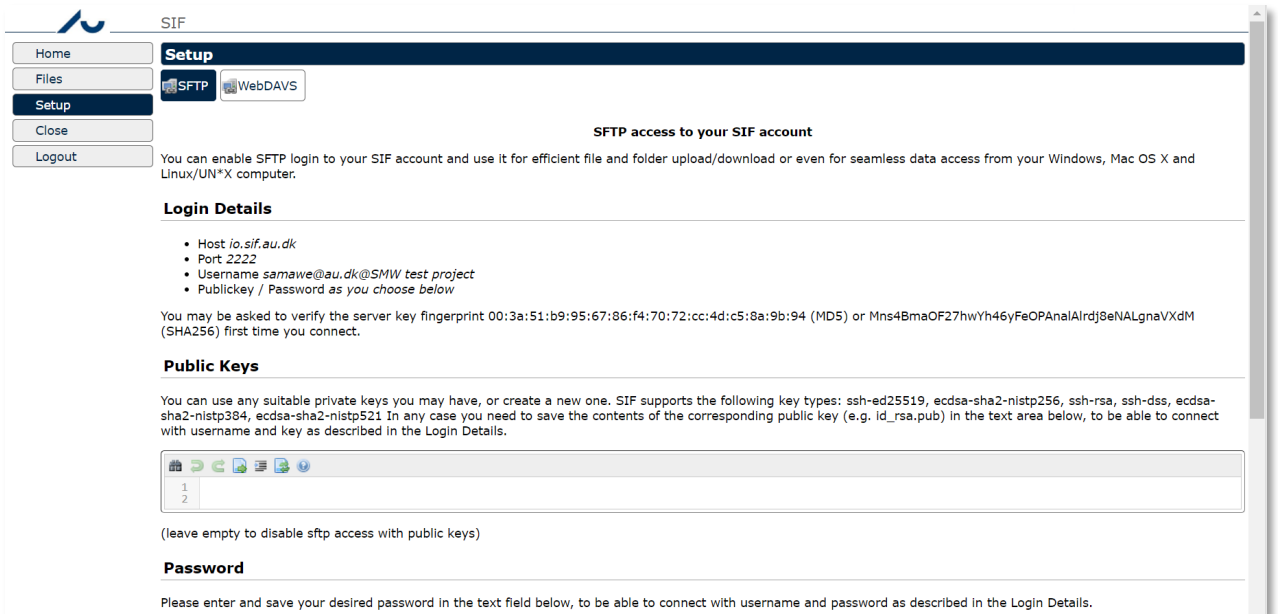 SIF
Home
Files
Setup
Close
Logout
Setup
SFTP
WebDAVS
SFTP access to your SIF account
You can enable SFTP login to your SIF account and use it for efficient file and folder upload/download or even for seamless data access from your Windows, Mac OS X and
Linux/UN*X computer.
Login Details
• Host io.sif.au.dk
• Port 2222
• Username samawe@au.dk@SMW test project
• Publickey / Password as you choose below
You may be asked to verify the server key fingerprint 00:3a:51:b9:95:67:86:f4:70:72:cc:4d:c5:8a:9b:94 (MD5) or Mns4BmaOF27hwYh46yFeOPAnalAlrdj8eNALgnaVXdM
(SHA256) first time you connect.
Public Keys
You can use any suitable private keys you may have, or create a new one. SIF supports the following key types: ssh-ed25519, ecdsa-sha2-nistp256, ssh-rsa, ssh-dss, ecdsa-
sha2-nistp384, ecdsa-sha2-nistp521 In any case you need to save the contents of the corresponding public key (e.g. id_rsa.pub) in the text area below, to be able to connect
with username and key as described in the Login Details.
1
2
(leave empty to disable sftp access with public keys)
Password
Please enter and save your desired password in the text field below, to be able to connect with username and password as described in the Login Details.